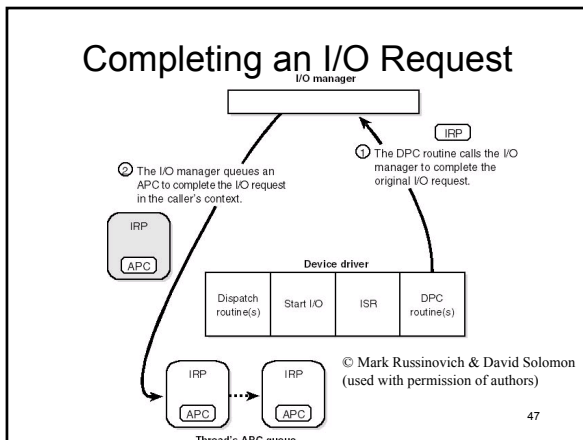 Completing an I/O Request
I/O manager
IRP
① The DPC routine calls the I/O
manager to complete the
original I/O request.
② The I/O manager queues an
APC to complete the I/O request
in the caller's context.
IRP
APC
Device driver
Dispatch
routine(s)
Start I/O
ISR
DPC
routine(s)
© Mark Russinovich & David Solomon
(used with permission of authors)
IRP
APC
IRP
APC
Thread's APC queue
47